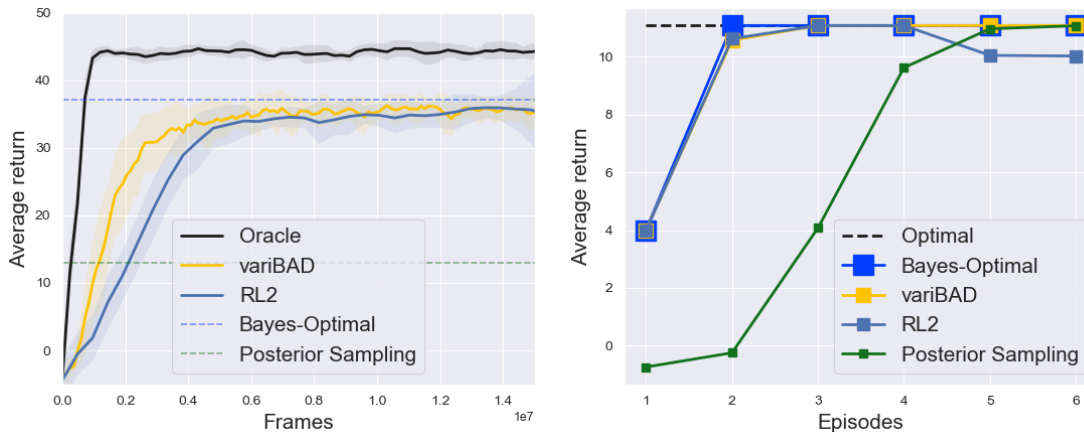 50
40
30
20
10
0
Average return
0.0
0.2
0.4
0.6
0.8
1.0
1.2
1.4
1e7
Frames
Oracle
variBAD
RL2
Bayes-Optimal
Posterior Sampling
10
8
6
4
2
0
Average return
1
2
3
4
5
6
Episodes
Optimal
Bayes-Optimal
variBAD
RL2
Posterior Sampling